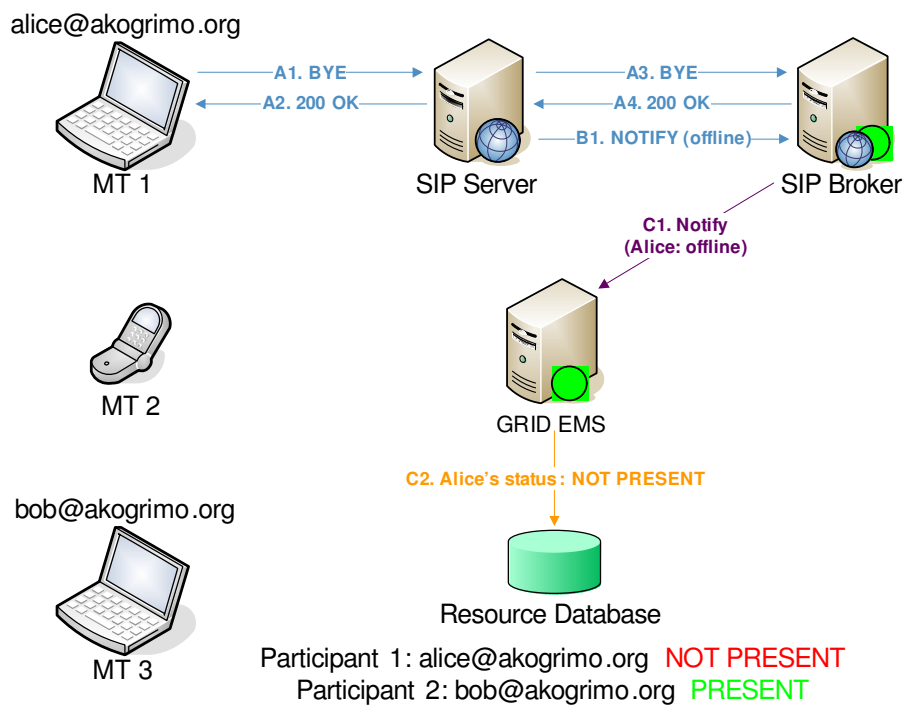 alice@akogrimo.org
A1. BYE
A3. BYE
A2. 200 OK
A4. 200 OK
B1. NOTIFY (offline)
MT 1
SIP Server
SIP Broker
C1. Notify
(Alice: offline)
MT 2
GRID EMS
C2. Alice's status: NOT PRESENT
bob@akogrimo.org
Resource Database
MT 3
Participant 1: alice@akogrimo.org NOT PRESENT
Participant 2: bob@akogrimo.org PRESENT